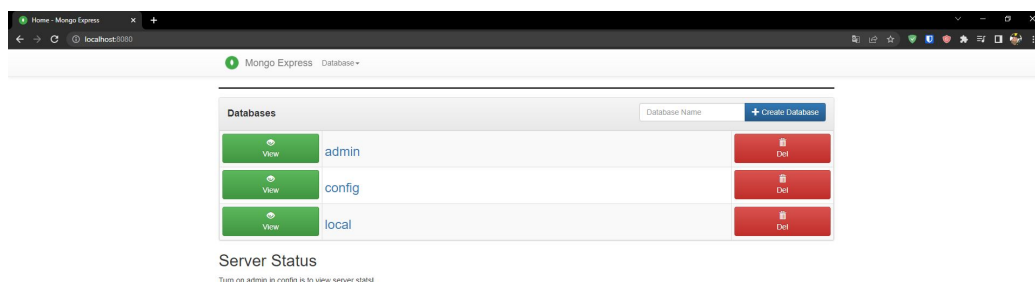 Home - Mongo Express
localhost:8080
Mongo Express Database
Databases
Database Name
Create Database
View
admin
Del
View
config
Del
View
local
Del
Server Status
Turn on admin in config.js to view server stats!